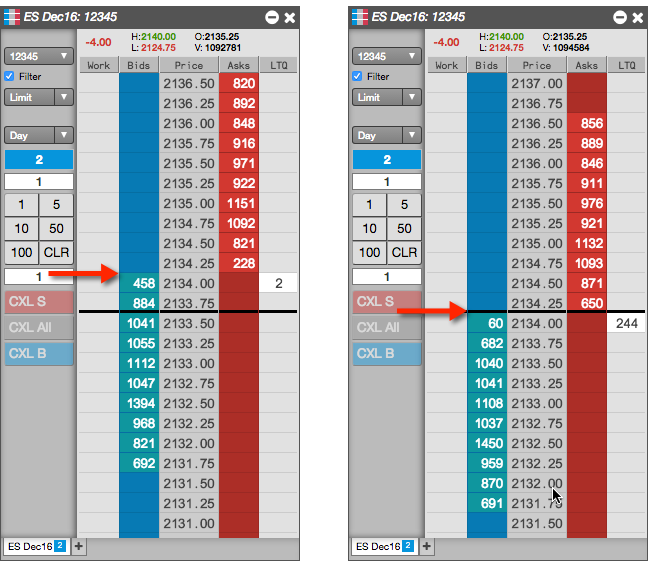 ES Dec16: 12345
-4.00 H:2140.00 O:2135.25
L: 2124.75 V: 1092781
12345
Filter
Limit
Day
2
1
1 5
10 50
100 CLR
1
CXL S
CXL All
CXL B
Work Bids Price Asks LTQ
2136.50 820
2136.25 892
2136.00 848
2135.75 916
2135.50 971
2135.25 922
2135.00 1151
2134.75 1092
2134.50 821
2134.25 228
458 2134.00 2
884 2133.75
1041 2133.50
1055 2133.25
1112 2133.00
1047 2132.75
1394 2132.50
968 2132.25
821 2132.00
692 2131.75
2131.50
2131.25
2131.00
ES Dec16 2 +
ES Dec16: 12345
-4.00 H:2140.00 O:2135.25
L: 2124.75 V: 1094584
12345
Filter
Limit
Day
2
1
1 5
10 50
100 CLR
1
CXL S
CXL All
CXL B
Work Bids Price Asks LTQ
2137.00
2136.75
2136.50 856
2136.25 889
2136.00 846
2135.75 911
2135.50 976
2135.25 921
2135.00 1132
2134.75 1093
2134.50 871
2134.25 650
60 2134.00 244
682 2133.75
1040 2133.50
1041 2133.25
1108 2133.00
1037 2132.75
1450 2132.50
959 2132.25
870 2132.00
691 2131.75
2131.50
ES Dec16 2 +